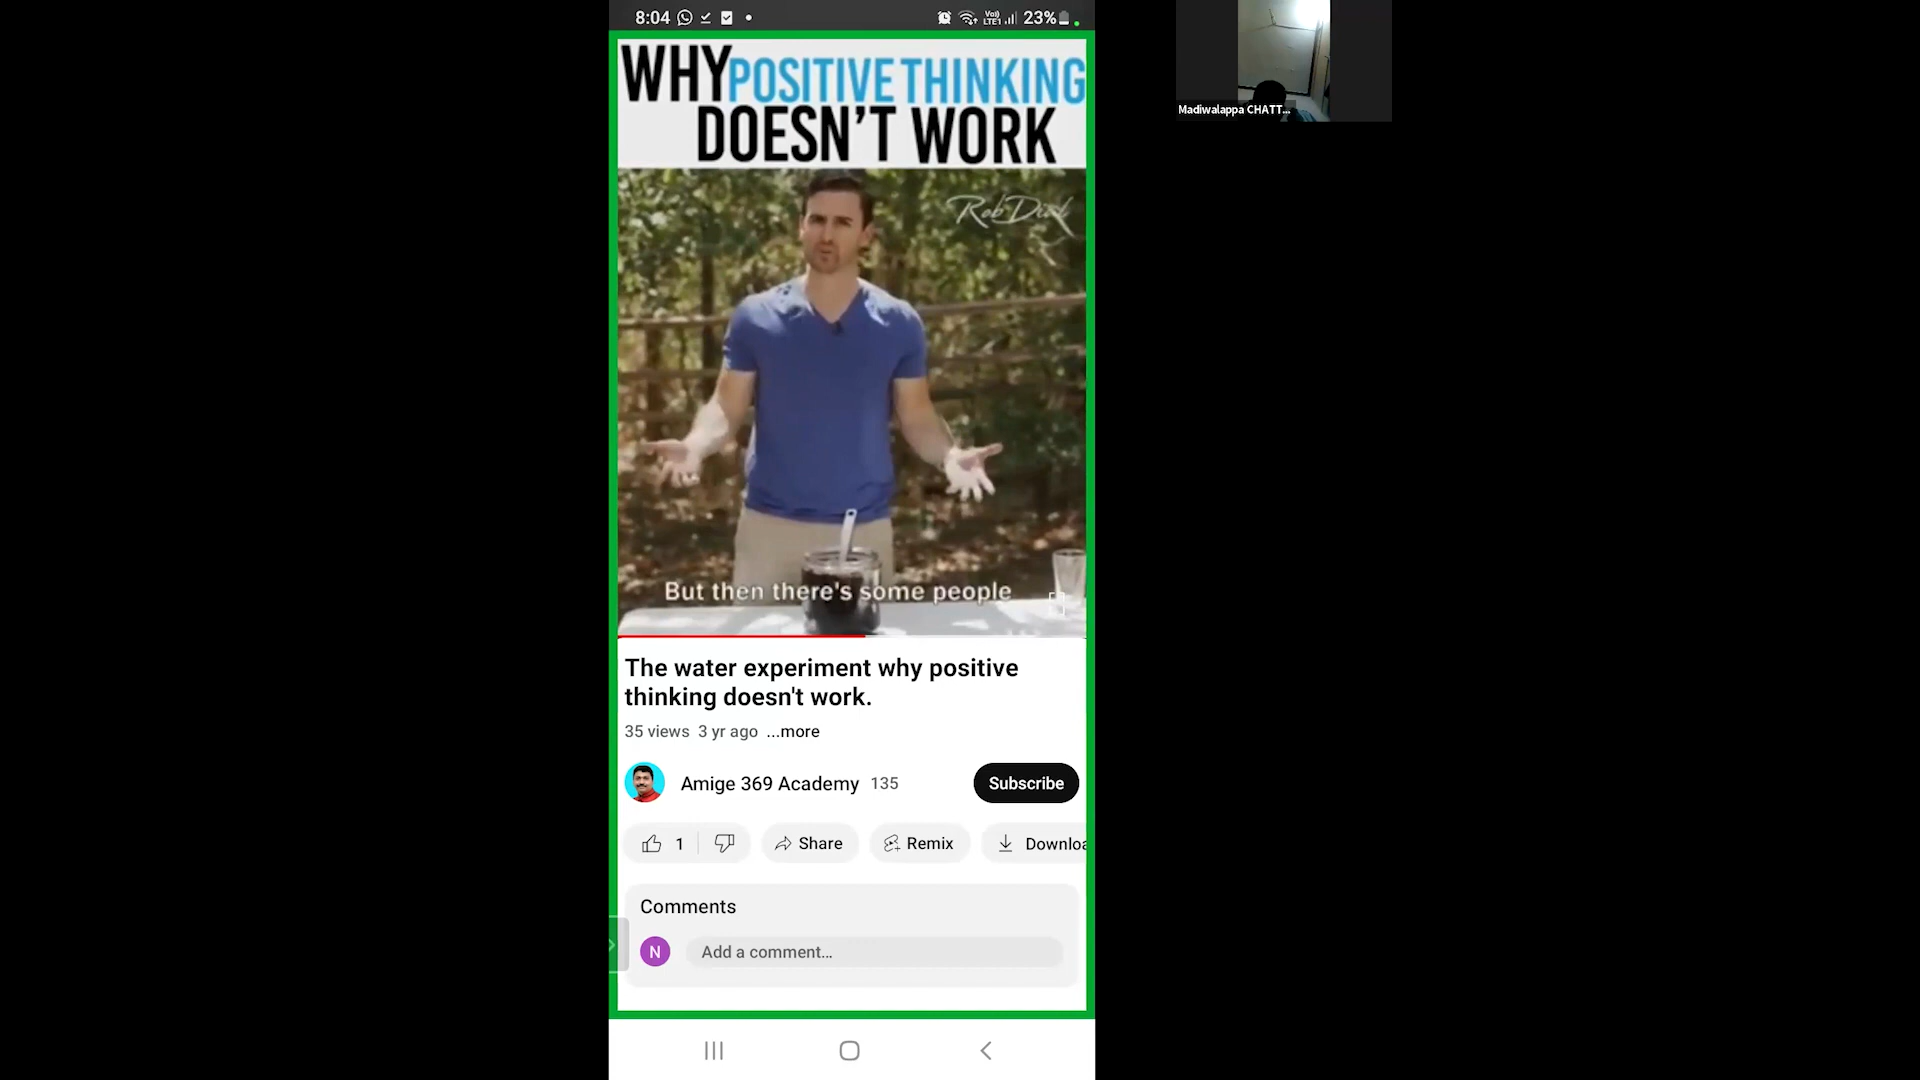 8:04
Vo)) LTE1 23%
WHY POSITIVE THINKING
DOESN'T WORK
Rob Dial
But then there's some people
The water experiment why positive
thinking doesn't work.
35 views 3 yr ago ...more
Amige 369 Academy 135
Subscribe
1
Share
Remix
Downloa
Comments
N
Add a comment...
Madiwalappa CHATT...